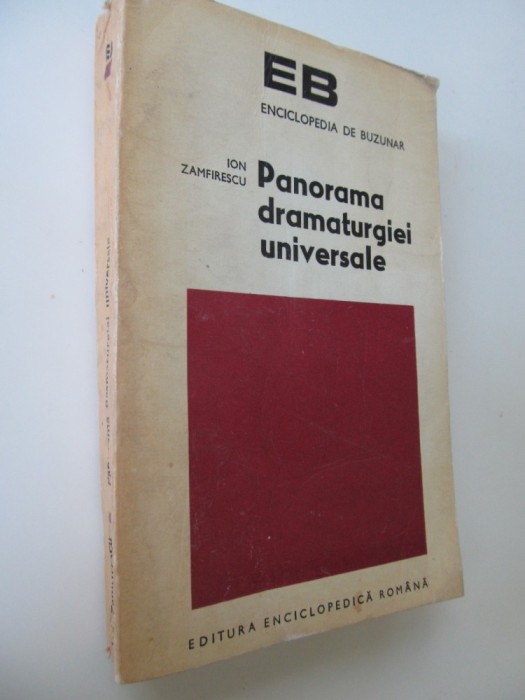 EB
ENCICLOPEDIA DE BUZUNAR
ION
ZAMFIRESCU
Panorama
dramaturgiei
universale
EDITURA ENCICLOPEDICĂ ROMÂNĂ